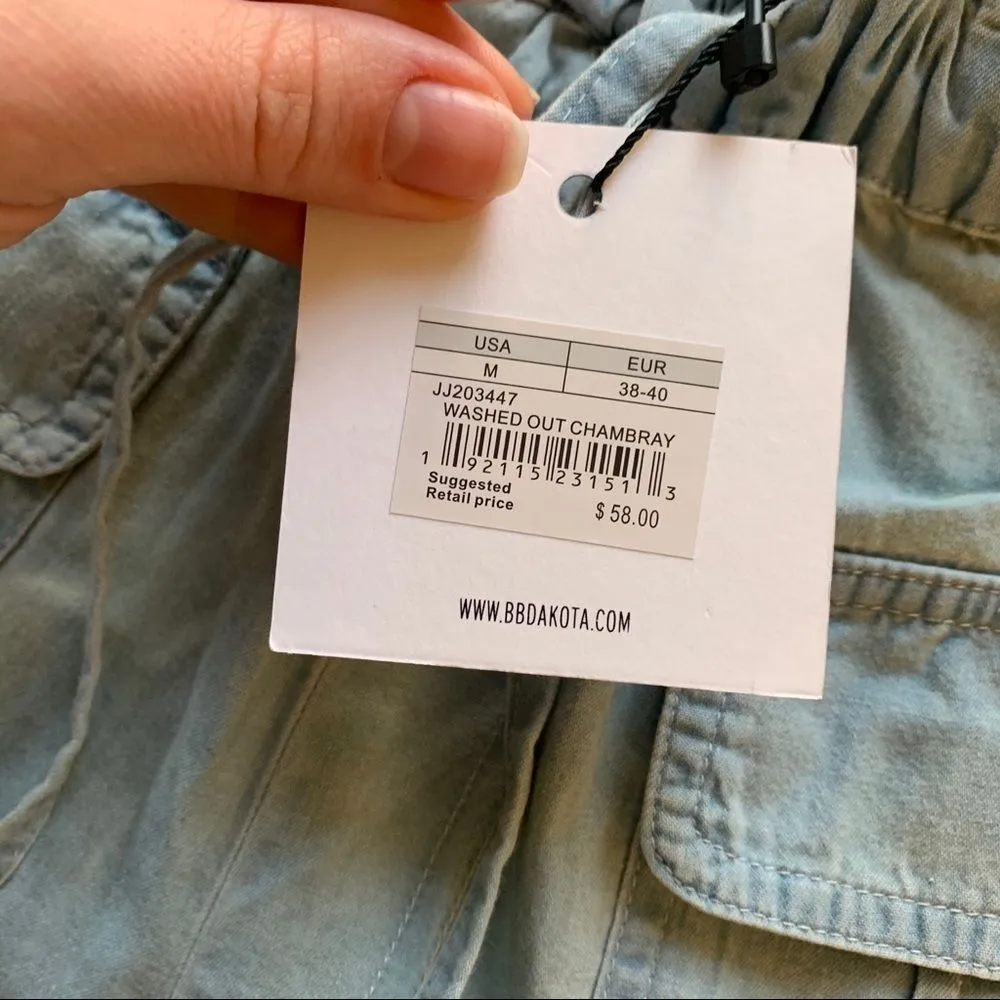 USA EUR
M 38-40
JJ203447
WASHED OUT CHAMBRAY
1 92115 23151 3
Suggested
Retail price $ 58.00
WWW.BBDAKOTA.COM